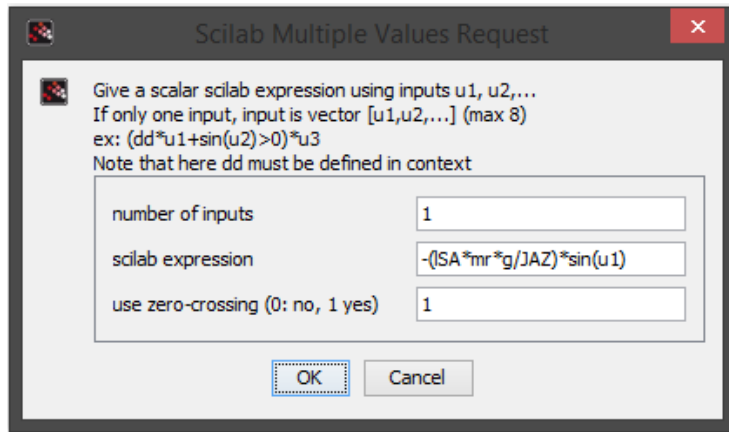 Scilab Multiple Values Request
Give a scalar scilab expression using inputs u1, u2,...
If only one input, input is vector [u1,u2,...] (max 8)
ex: (dd*u1+sin(u2)>0)*u3
Note that here dd must be defined in context
number of inputs 1
scilab expression -(lSA*mr*g/JAZ)*sin(u1)
use zero-crossing (0: no, 1 yes) 1
OK Cancel